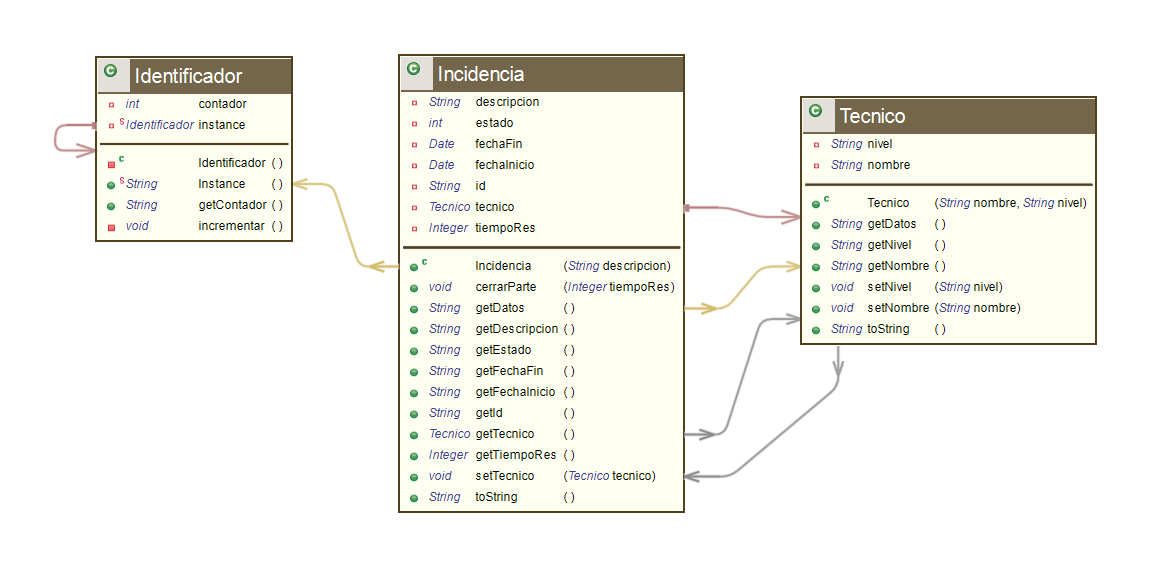 C Identificador
int contador
S Identificador instance
C Identificador ( )
S String Instance ( )
String getContador ( )
void incrementar ( )
C Incidencia
String descripcion
int estado
Date fechaFin
Date fechaInicio
String id
Tecnico tecnico
Integer tiempoRes
C Incidencia (String descripcion)
void cerrarParte (Integer tiempoRes)
String getDatos ( )
String getDescripcion ( )
String getEstado ( )
String getFechaFin ( )
String getFechaInicio ( )
String getId ( )
Tecnico getTecnico ( )
Integer getTiempoRes ( )
void setTecnico (Tecnico tecnico)
String toString ( )
C Tecnico
String nivel
String nombre
C Tecnico (String nombre, String nivel)
String getDatos ( )
String getNivel ( )
String getNombre ( )
void setNivel (String nivel)
void setNombre (String nombre)
String toString ( )